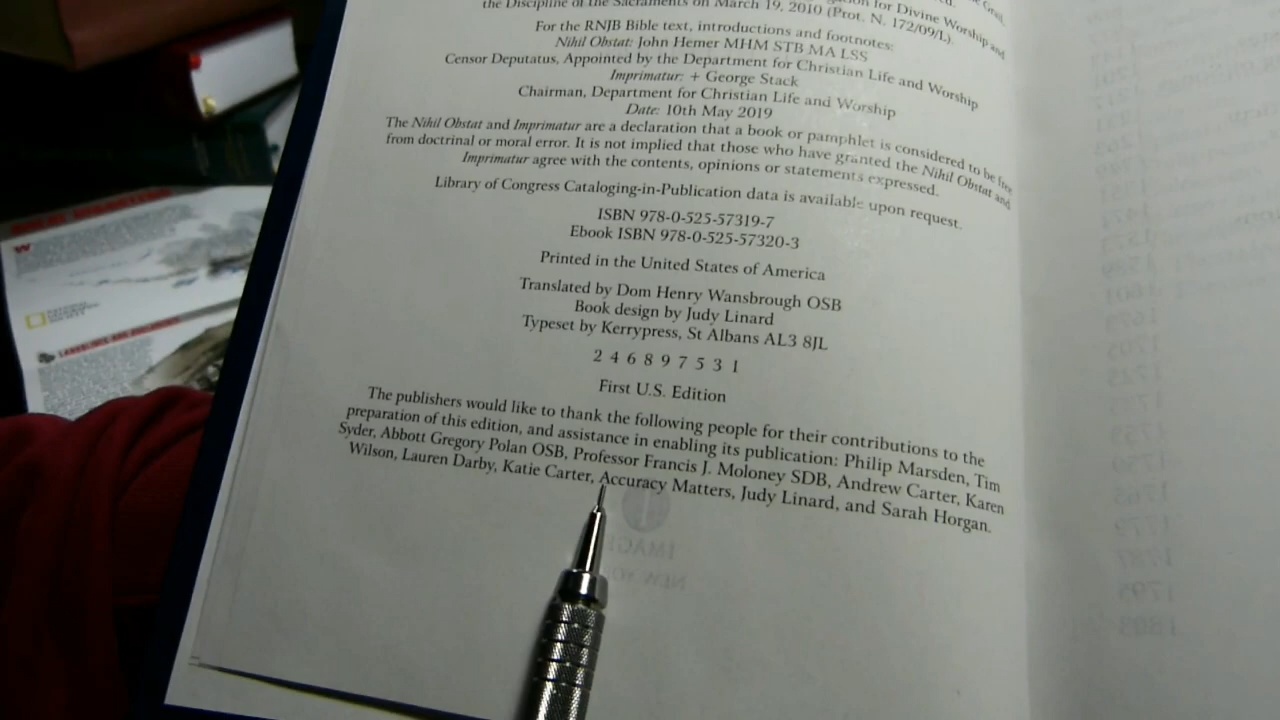 the Discipline of the Sacraments on March 19, 2010 (Prot. N. 172/09/L).
for Divine Worship and
For the RNJB Bible text, introductions and footnotes:
Nihil Obstat: John Hemer MHM STB MA LSS
Censor Deputatus, Appointed by the Department for Christian Life and Worship
Imprimatur: + George Stack
Chairman, Department for Christian Life and Worship
Date: 10th May 2019
The Nihil Obstat and Imprimatur are a declaration that a book or pamphlet is considered to be free
from doctrinal or moral error. It is not implied that those who have granted the Nihil Obstat and
Imprimatur agree with the contents, opinions or statements expressed.
Library of Congress Cataloging-in-Publication data is available upon request.
ISBN 978-0-525-57319-7
Ebook ISBN 978-0-525-57320-3
Printed in the United States of America
Translated by Dom Henry Wansbrough OSB
Book design by Judy Linard
Typeset by Kerrypress, St Albans AL3 8JL
2 4 6 8 9 7 5 3 1
First U.S. Edition
The publishers would like to thank the following people for their contributions to the
preparation of this edition, and assistance in enabling its publication: Philip Marsden, Tim
Syder, Abbott Gregory Polan OSB, Professor Francis J. Moloney SDB, Andrew Carter, Karen
Wilson, Lauren Darby, Katie Carter, Accuracy Matters, Judy Linard, and Sarah Horgan.